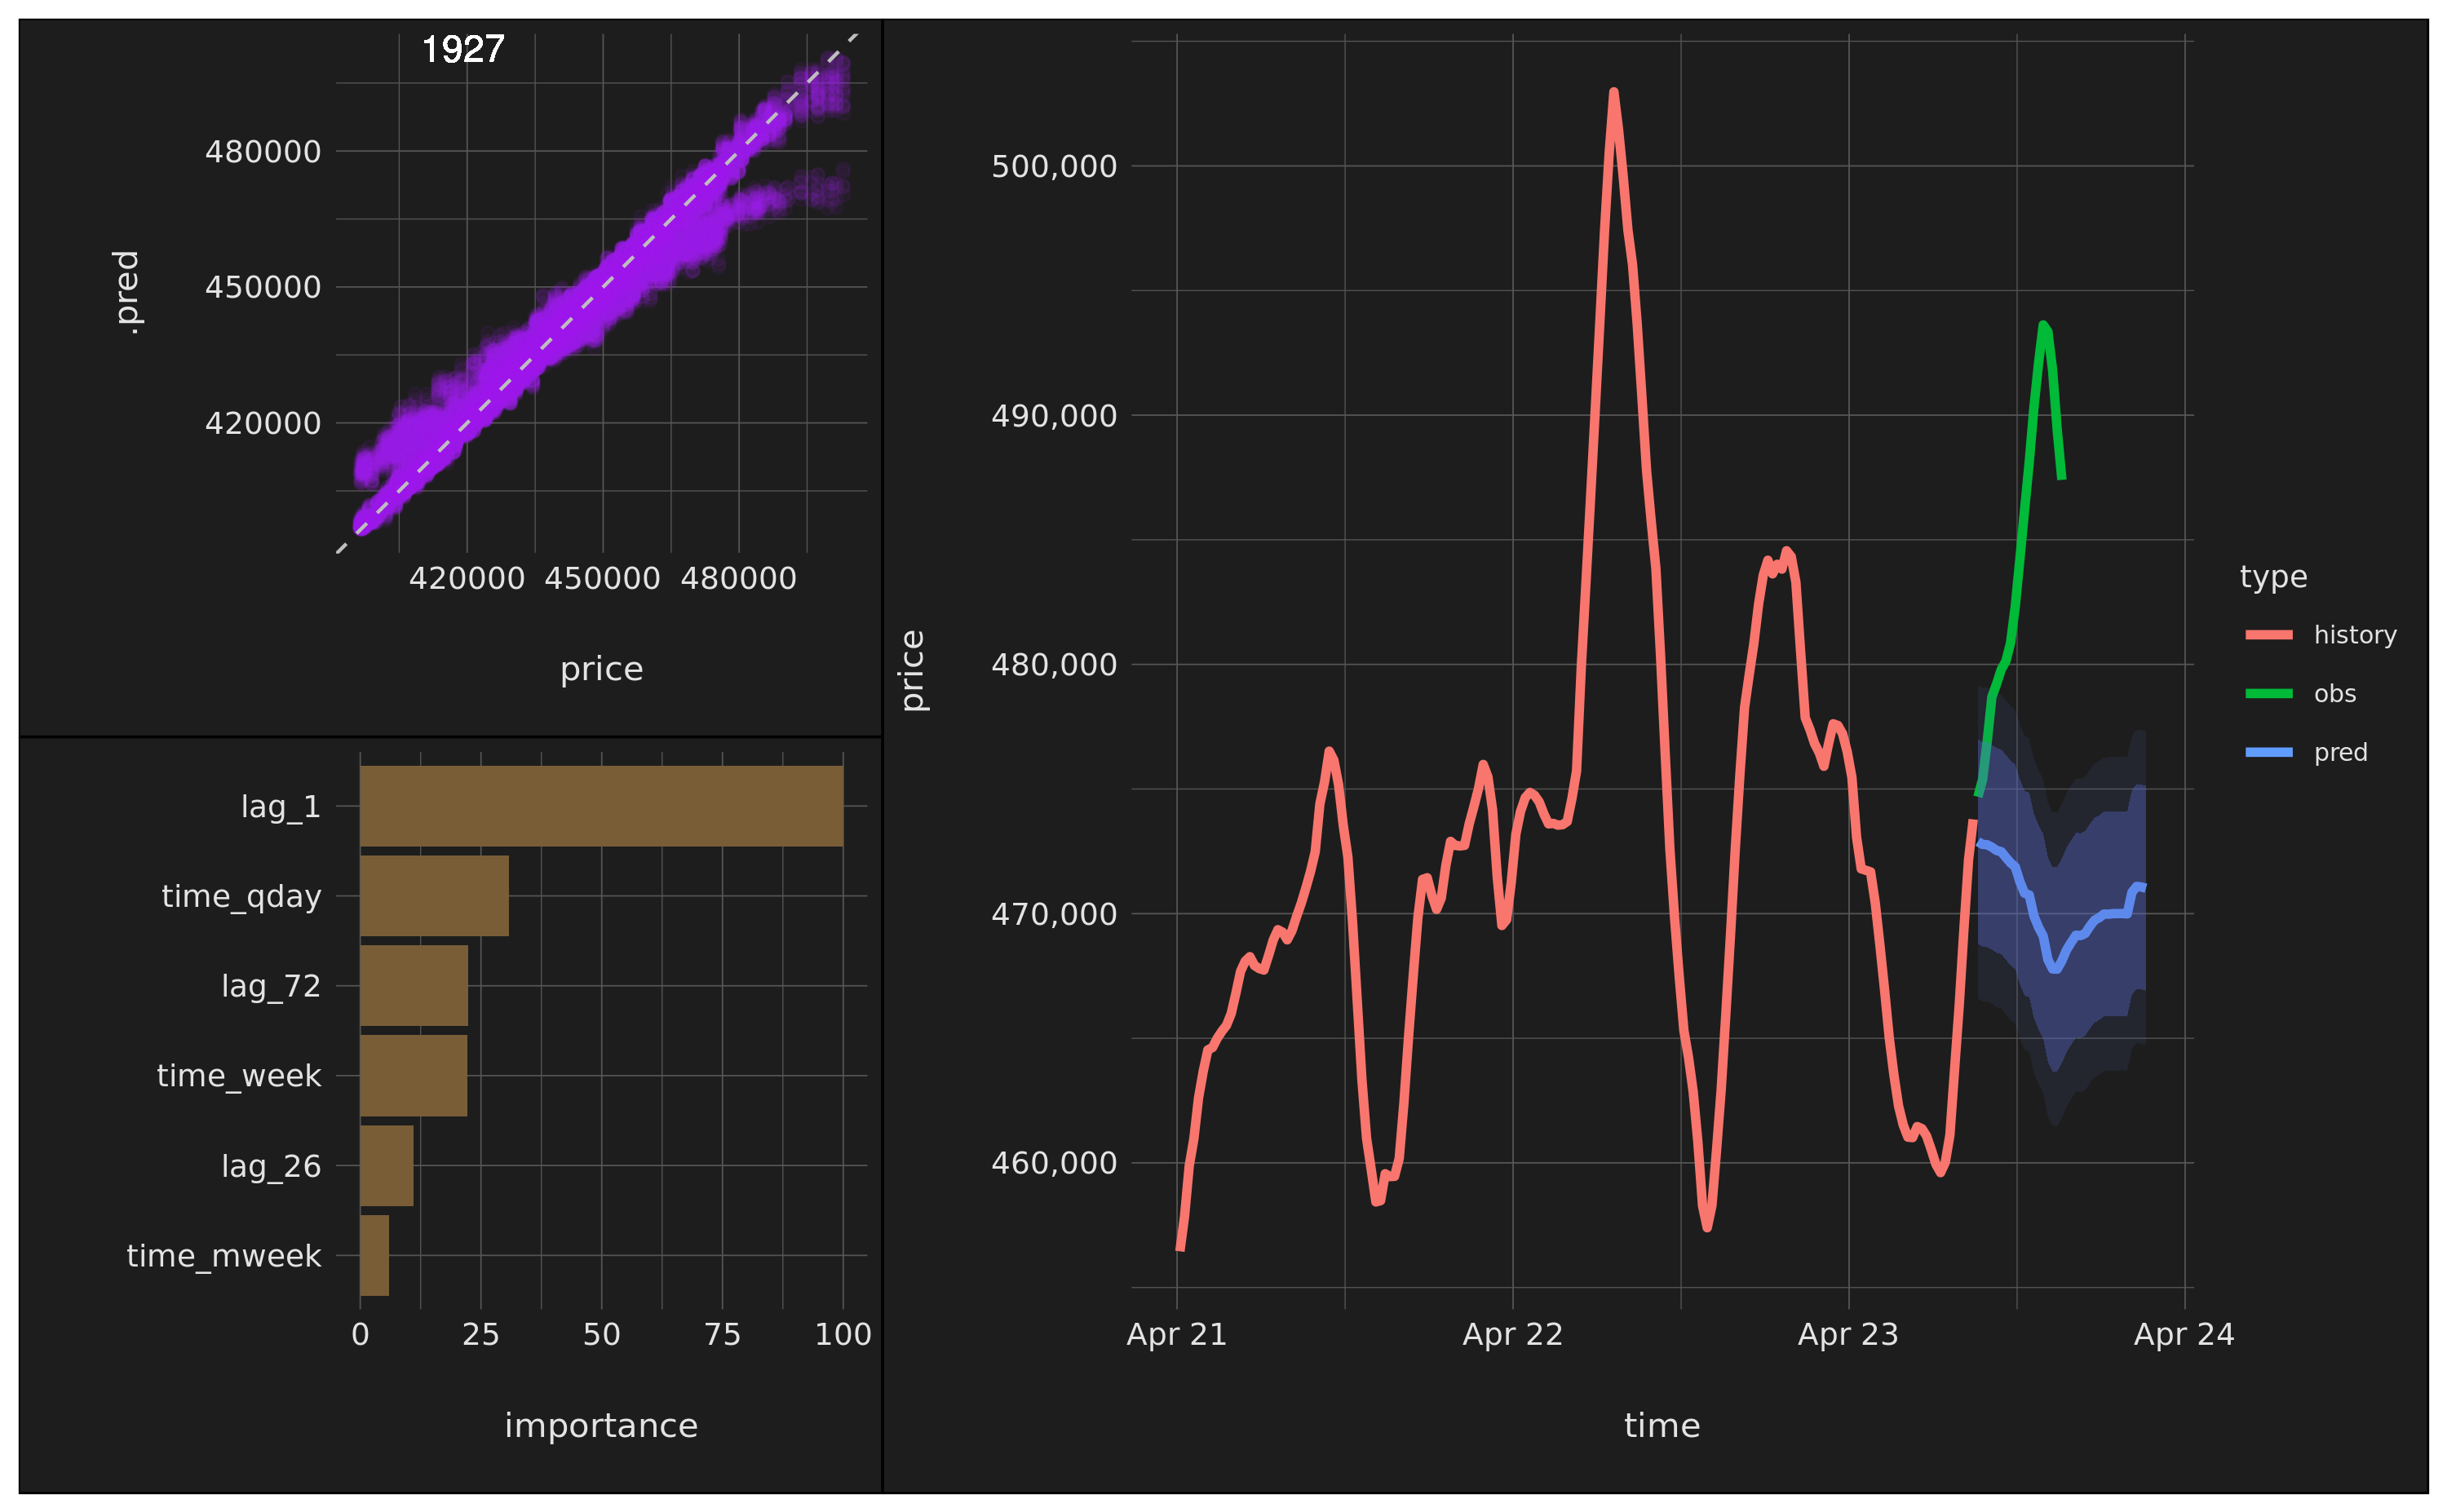 1927
480000
450000
420000
.pred
420000 450000 480000
price
lag_1
time_qday
lag_72
time_week
lag_26
time_mweek
0 25 50 75 100
importance
500,000
490,000
480,000
470,000
460,000
price
Apr 21 Apr 22 Apr 23 Apr 24
time
type
history
obs
pred